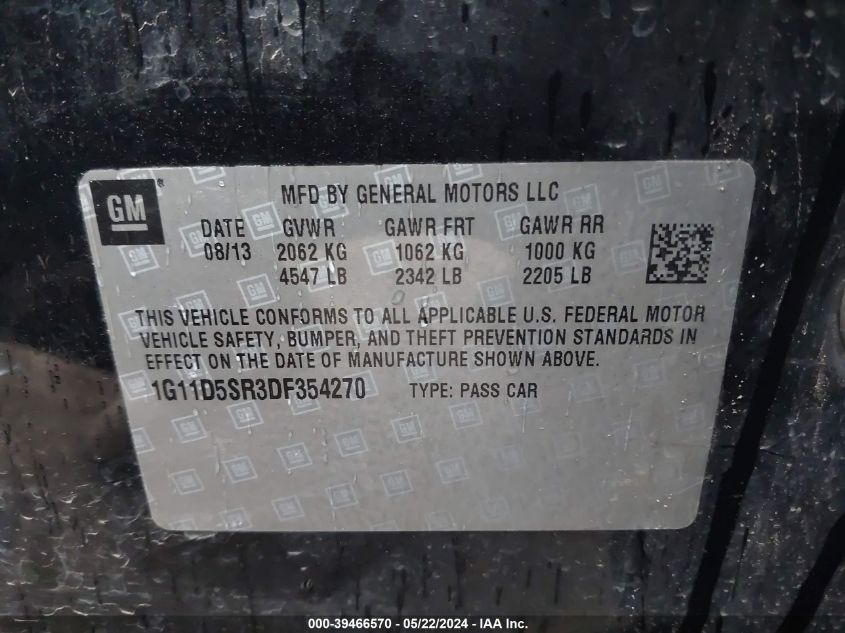 GM
MFD BY GENERAL MOTORS LLC
DATE GVWR GAWR FRT GAWR RR
08/13 2062 KG 1062 KG 1000 KG
4547 LB 2342 LB 2205 LB
THIS VEHICLE CONFORMS TO ALL APPLICABLE U.S. FEDERAL MOTOR
VEHICLE SAFETY, BUMPER, AND THEFT PREVENTION STANDARDS IN
EFFECT ON THE DATE OF MANUFACTURE SHOWN ABOVE.
1G11D5SR3DF354270 TYPE: PASS CAR
000-39466570 - 05/22/2024 - IAA Inc.